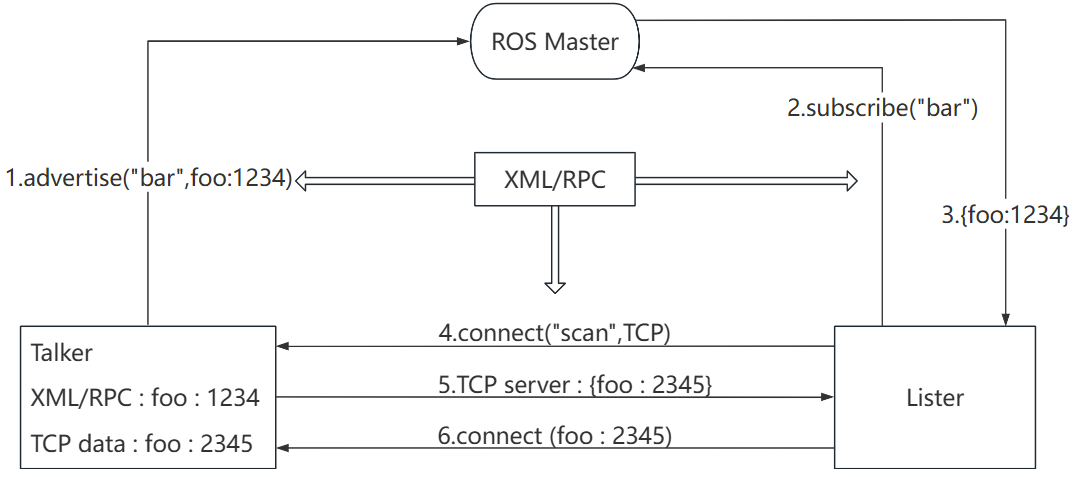 ROS Master
2.subscribe("bar")
1.advertise("bar",foo:1234)
XML/RPC
3.{foo:1234}
4.connect("scan",TCP)
Talker
XML/RPC : foo : 1234
TCP data : foo : 2345
5.TCP server : {foo : 2345}
6.connect (foo : 2345)
Lister